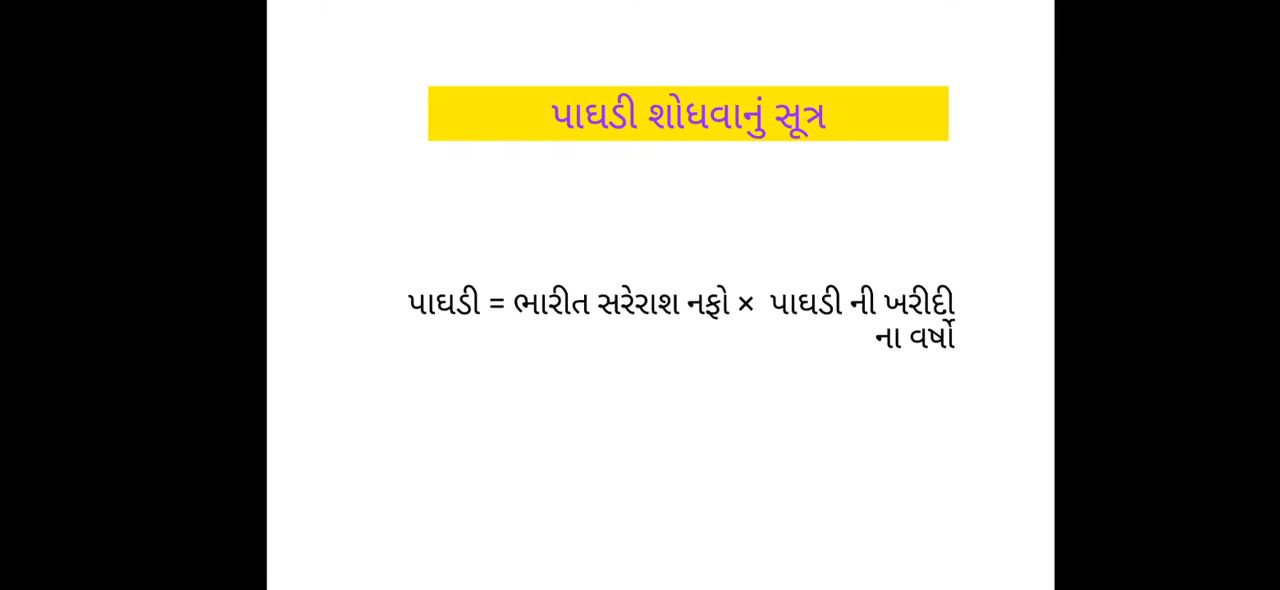 પાઘડી શોધવાનું સૂત્ર
પાઘડી = ભારીત સરેરાશ નફો × પાઘડી ની ખરીદી
ના વર્ષો